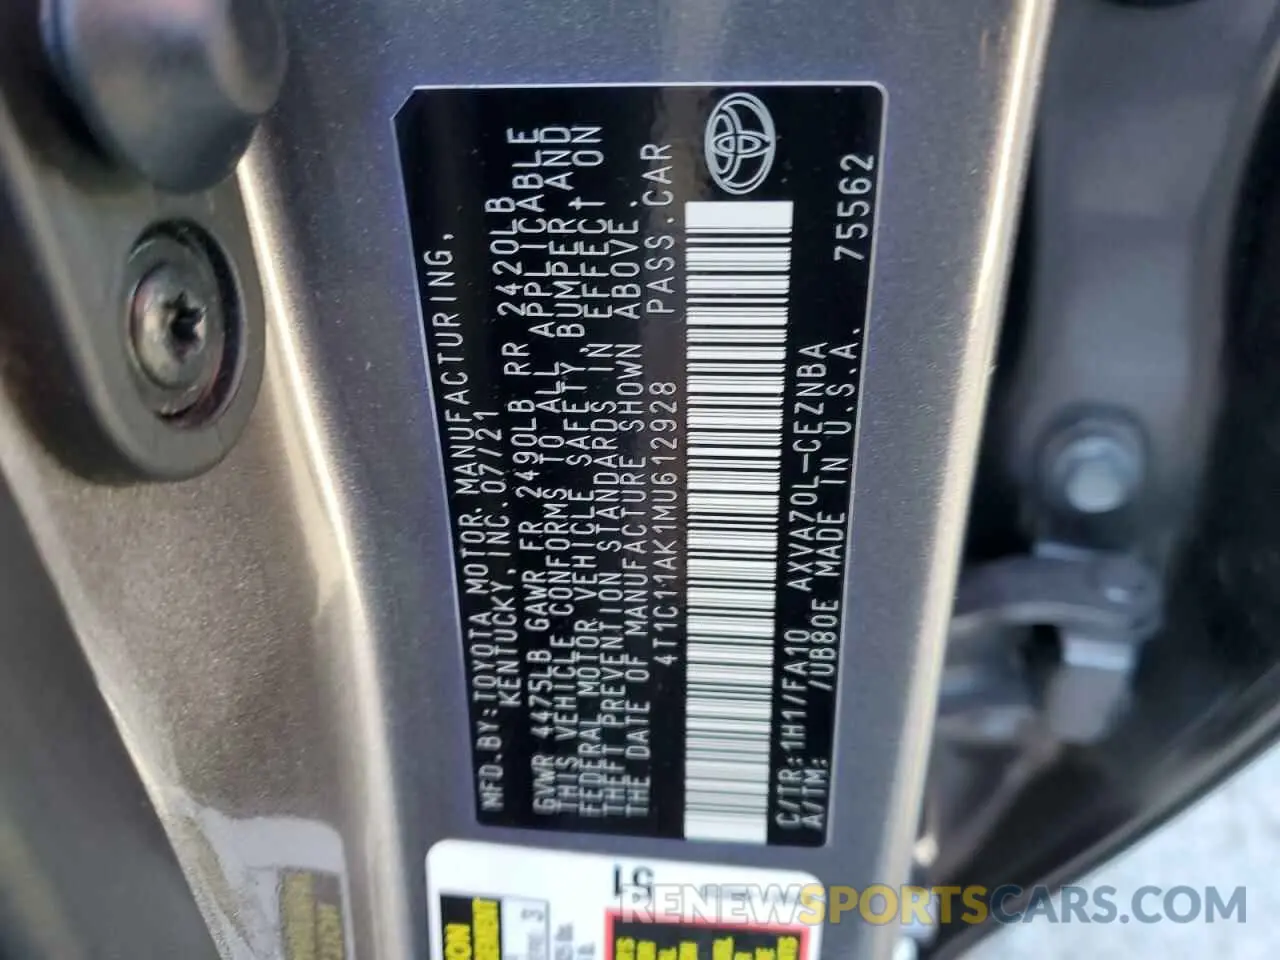 MFD.BY:TOYOTA MOTOR MANUFACTURING,
KENTUCKY, INC. 07/21
GVWR 4475LB GAWR FR 2490LB RR 2420LB
THIS VEHICLE CONFORMS TO ALL APPLICABLE
FEDERAL MOTOR VEHICLE SAFETY, BUMPER, AND
THEFT PREVENTION STANDARDS IN EFFECT ON
THE DATE OF MANUFACTURE SHOWN ABOVE.
4T1C11AK1MU612928 PASS.CAR
C/TR:1H1/FA10 AXVA70L-CEZNBA
A/TM: /UB80E MADE IN U.S.A. 75562
RENEWSPORTSCARS.COM